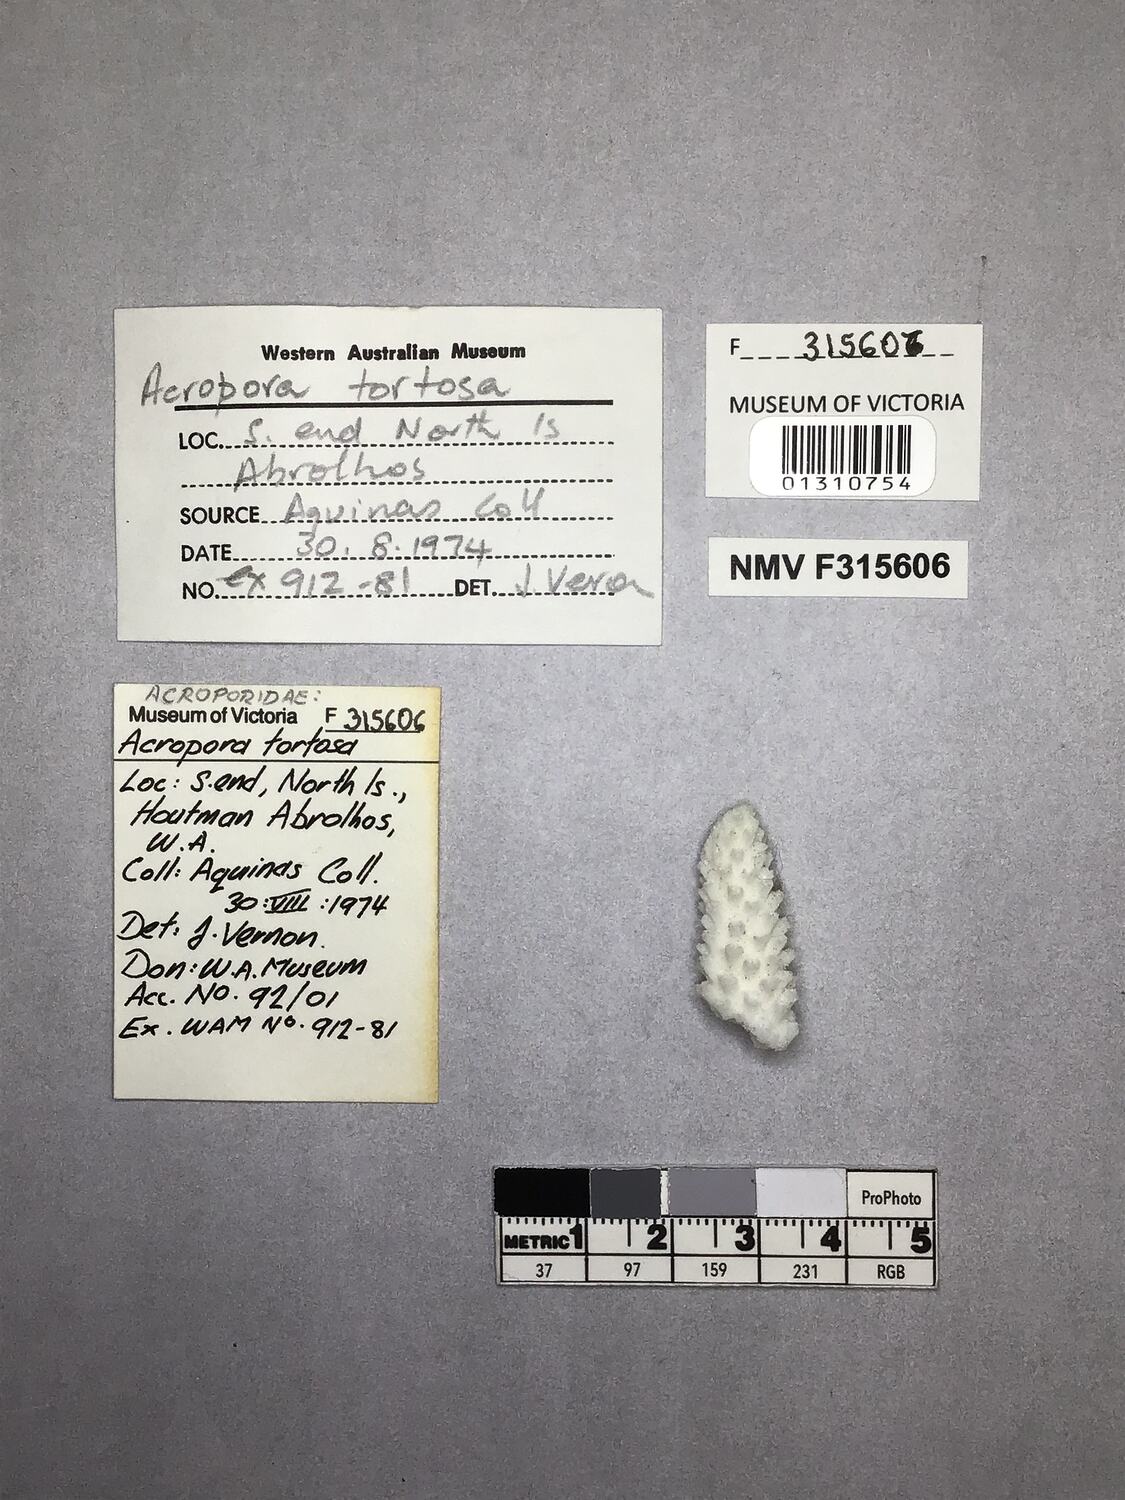 Western Australian Museum
Acropora tortosa
LOC. S. end North Is
Abrolhos
SOURCE Aquinas Coll
DATE 30. 8. 1974
NO. ex 912-81 DET. J. Veron
F 315606
MUSEUM OF VICTORIA
01310754
NMV F315606
ACROPORIDAE:
Museum of Victoria F 315606
Acropora tortosa
Loc: S.end, North Is.,
Houtman Abrolhos,
W.A.
Coll: Aquinas Coll.
30:VIII:1974
Det: J. Vernon.
Don: W.A. Museum
Acc. No. 92/01
Ex. WAM No. 912-81
ProPhoto
METRIC 1 2 3 4 5
37 97 159 231 RGB